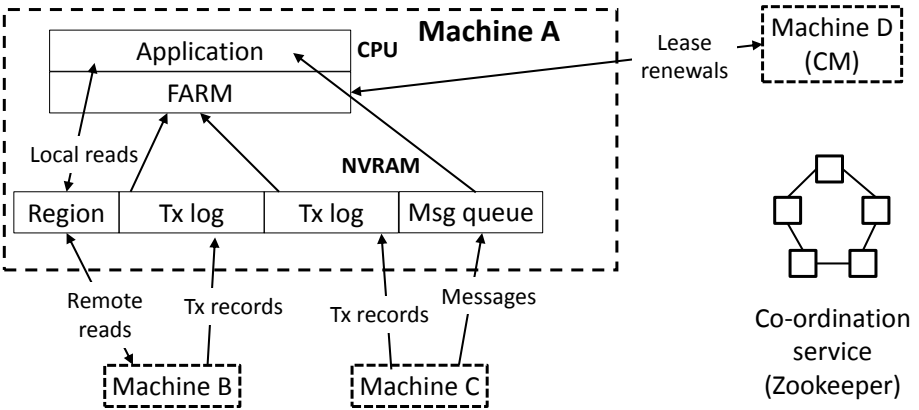 Machine A
Application
CPU
FARM
Lease
renewals
Machine D
(CM)
Local reads
NVRAM
Region
Tx log
Tx log
Msg queue
Remote
reads
Tx records
Tx records
Messages
Machine B
Machine C
Co-ordination
service
(Zookeeper)